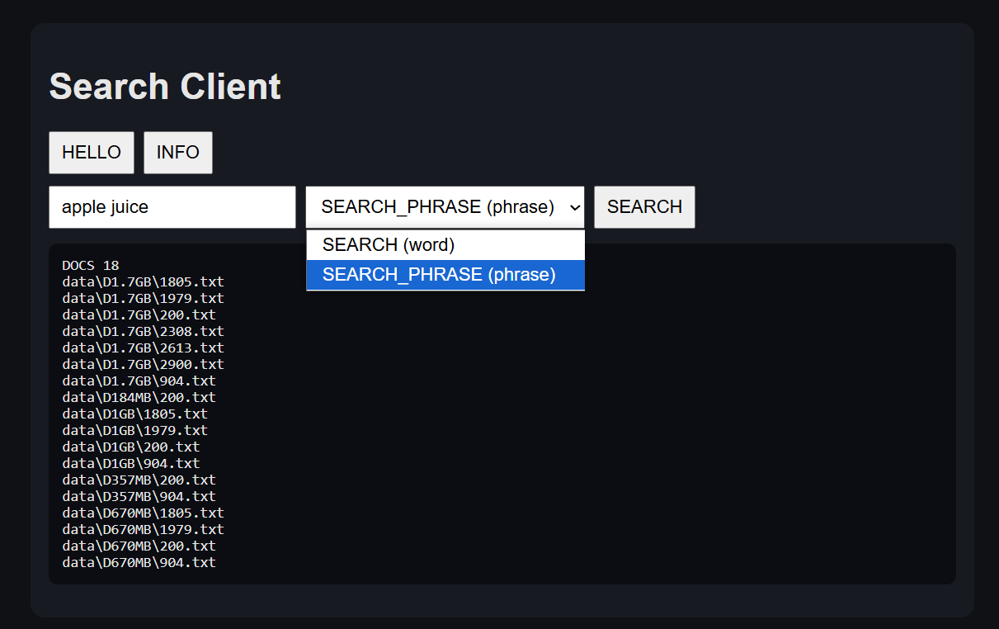 Search Client
HELLO INFO
apple juice SEARCH_PHRASE (phrase) SEARCH
SEARCH (word)
SEARCH_PHRASE (phrase)
DOCS 18
data\D1.7GB\1805.txt
data\D1.7GB\1979.txt
data\D1.7GB\200.txt
data\D1.7GB\2308.txt
data\D1.7GB\2613.txt
data\D1.7GB\2900.txt
data\D1.7GB\904.txt
data\D184MB\200.txt
data\D1GB\1805.txt
data\D1GB\1979.txt
data\D1GB\200.txt
data\D1GB\904.txt
data\D357MB\200.txt
data\D357MB\904.txt
data\D670MB\1805.txt
data\D670MB\1979.txt
data\D670MB\200.txt
data\D670MB\904.txt